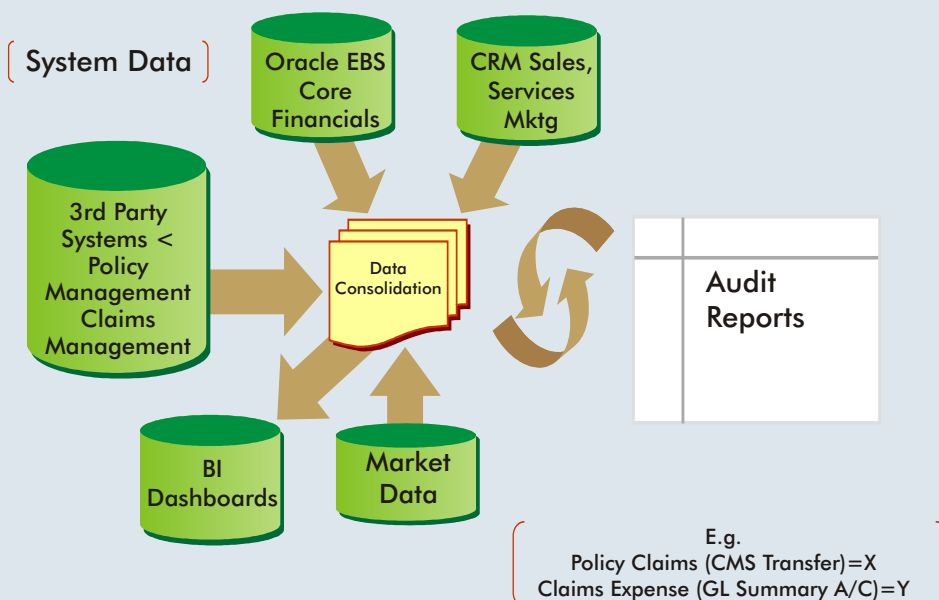 System Data
Oracle EBS
Core
Financials
CRM Sales,
Services
Mktg
3rd Party
Systems <
Policy
Management
Claims
Management
Data
Consolidation
Audit
Reports
BI
Dashboards
Market
Data
E.g.
Policy Claims (CMS Transfer)=X
Claims Expense (GL Summary A/C)=Y